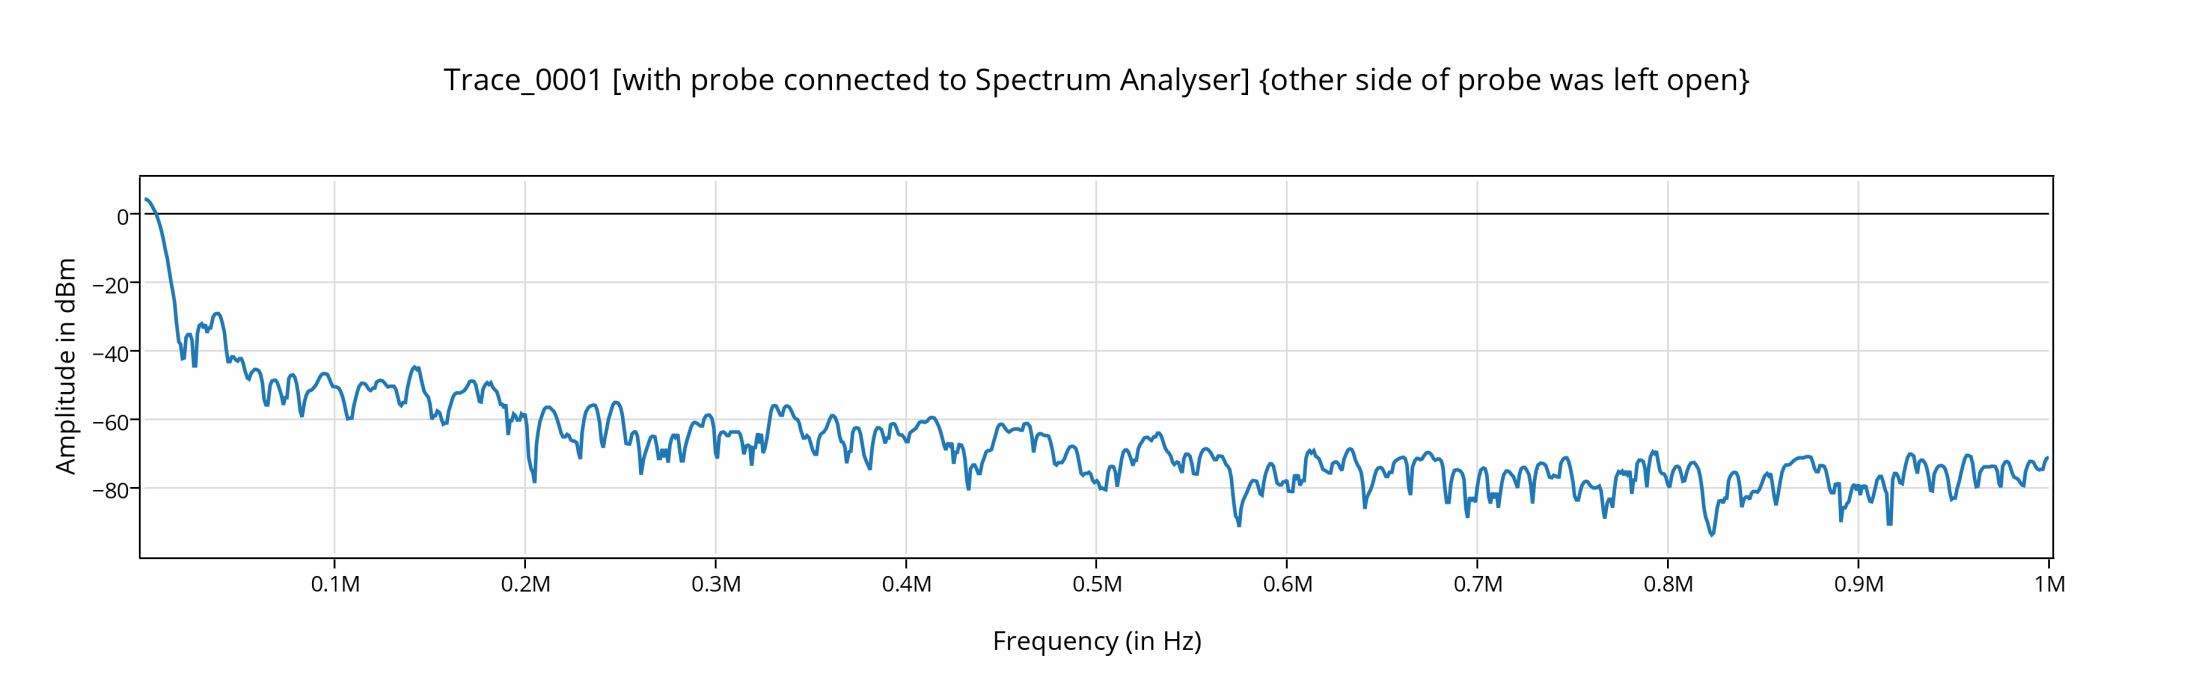 Trace_0001 [with probe connected to Spectrum Analyser] {other side of probe was left open}
Amplitude in dBm
0
−20
−40
−60
−80
0.1M
0.2M
0.3M
0.4M
0.5M
0.6M
0.7M
0.8M
0.9M
1M
Frequency (in Hz)